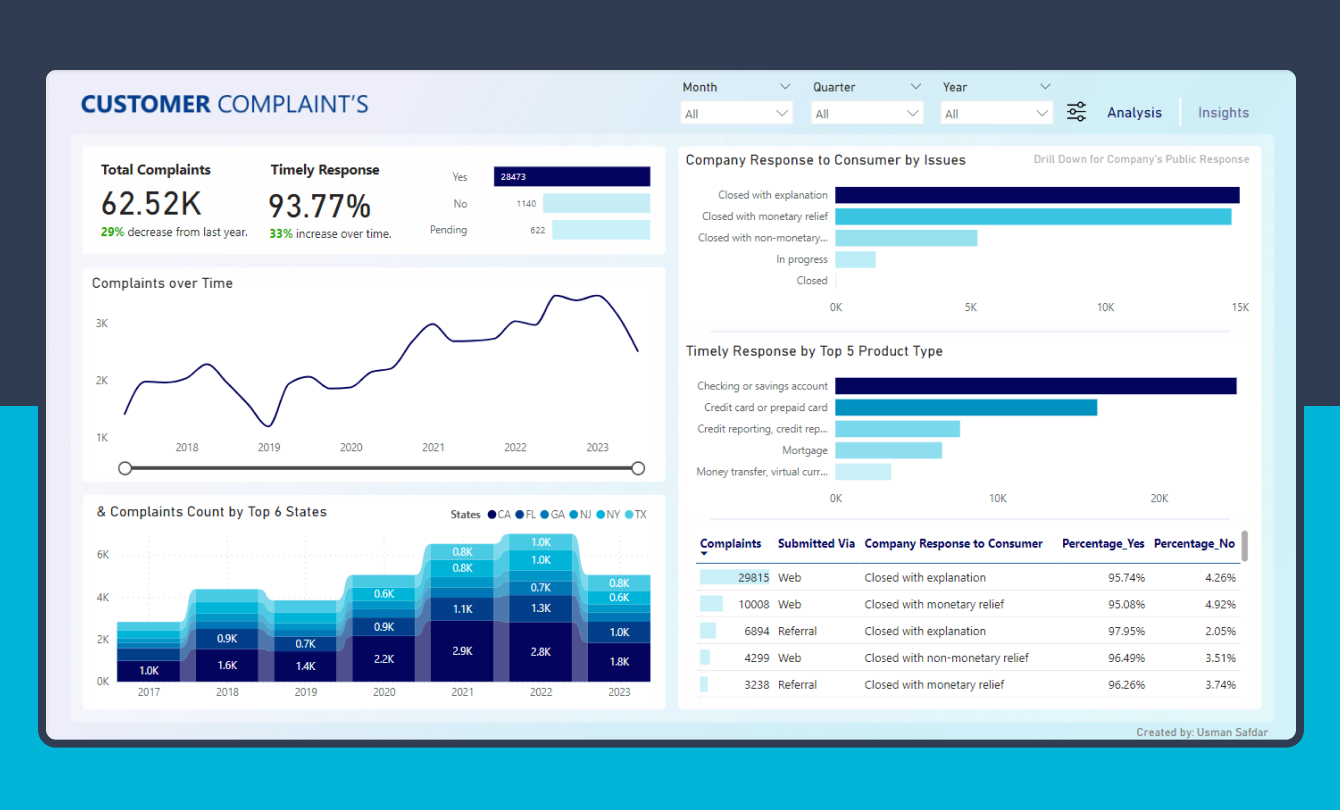 CUSTOMER COMPLAINT'S
Month Quarter Year
All All All
Analysis Insights
Total Complaints
62.52K
29% decrease from last year.
Timely Response
93.77%
33% increase over time.
Yes 28473
No 1140
Pending 622
Complaints over Time
3K
2K
1K
2018 2019 2020 2021 2022 2023
& Complaints Count by Top 6 States
States CA FL GA NJ NY TX
6K
4K
2K
0K
1.0K
0.9K
1.6K
0.7K
1.4K
0.6K
0.9K
2.2K
0.8K
0.8K
1.1K
2.9K
1.0K
1.0K
0.7K
1.3K
2.8K
0.8K
0.6K
1.0K
1.8K
2017 2018 2019 2020 2021 2022 2023
Company Response to Consumer by Issues
Drill Down for Company's Public Response
Closed with explanation
Closed with monetary relief
Closed with non-monetary...
In progress
Closed
0K 5K 10K 15K
Timely Response by Top 5 Product Type
Checking or savings account
Credit card or prepaid card
Credit reporting, credit rep...
Mortgage
Money transfer, virtual curr...
0K 10K 20K
Complaints Submitted Via Company Response to Consumer Percentage_Yes Percentage_No
29815 Web Closed with explanation 95.74% 4.26%
10008 Web Closed with monetary relief 95.08% 4.92%
6894 Referral Closed with explanation 97.95% 2.05%
4299 Web Closed with non-monetary relief 96.49% 3.51%
3238 Referral Closed with monetary relief 96.26% 3.74%
Created by: Usman Safdar